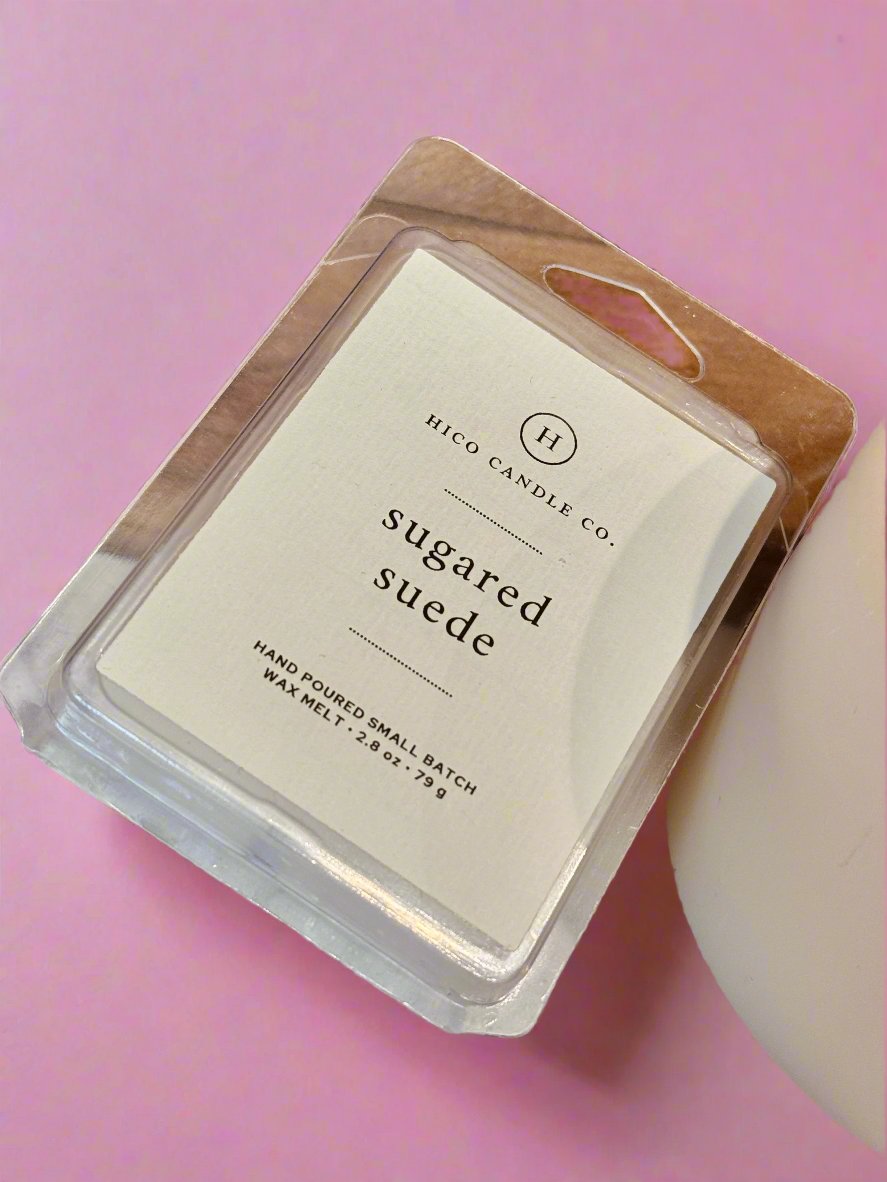 H
HICO CANDLE CO.
sugared
suede
HAND POURED SMALL BATCH
WAX MELT • 2.8 oz • 79 g